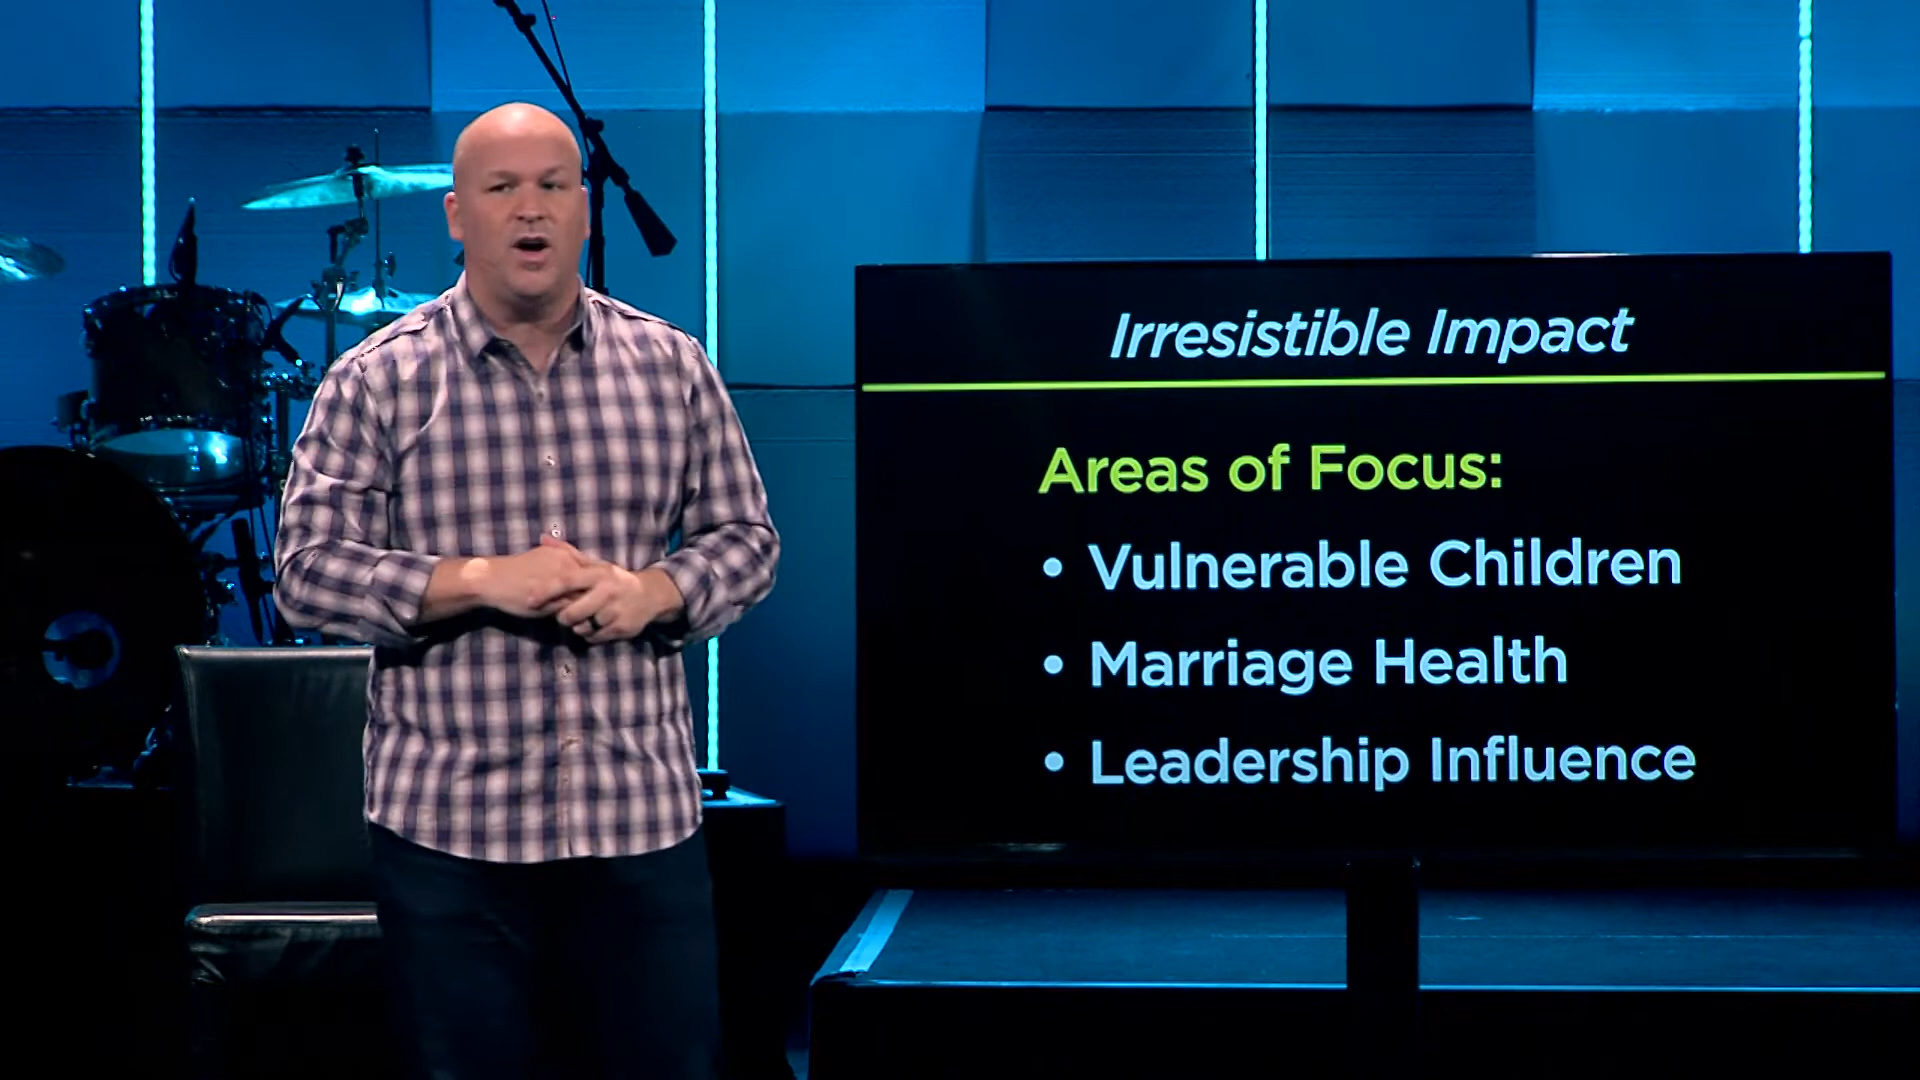 Irresistible Impact
Areas of Focus:
• Vulnerable Children
• Marriage Health
• Leadership Influence